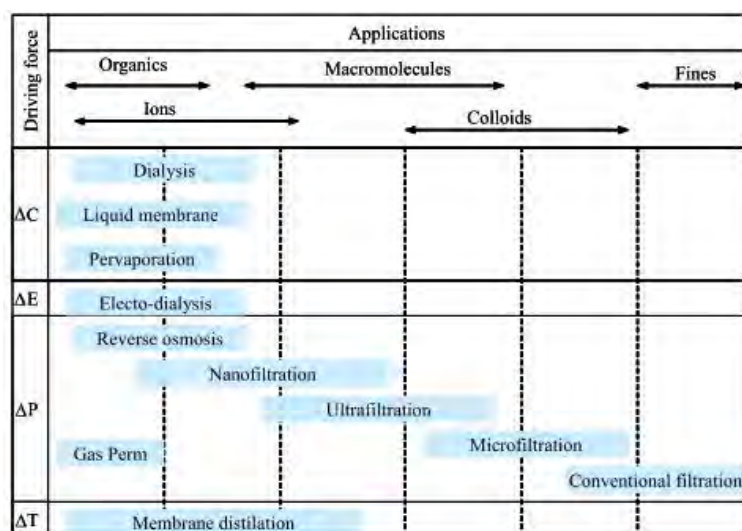 Driving force
Applications
Organics
Macromolecules
Fines
Ions
Colloids
ΔC
Dialysis
Liquid membrane
Pervaporation
ΔE
Electo-dialysis
ΔP
Reverse osmosis
Nanofiltration
Ultrafiltration
Microfiltration
Gas Perm
Conventional filtration
ΔT
Membrane distilation